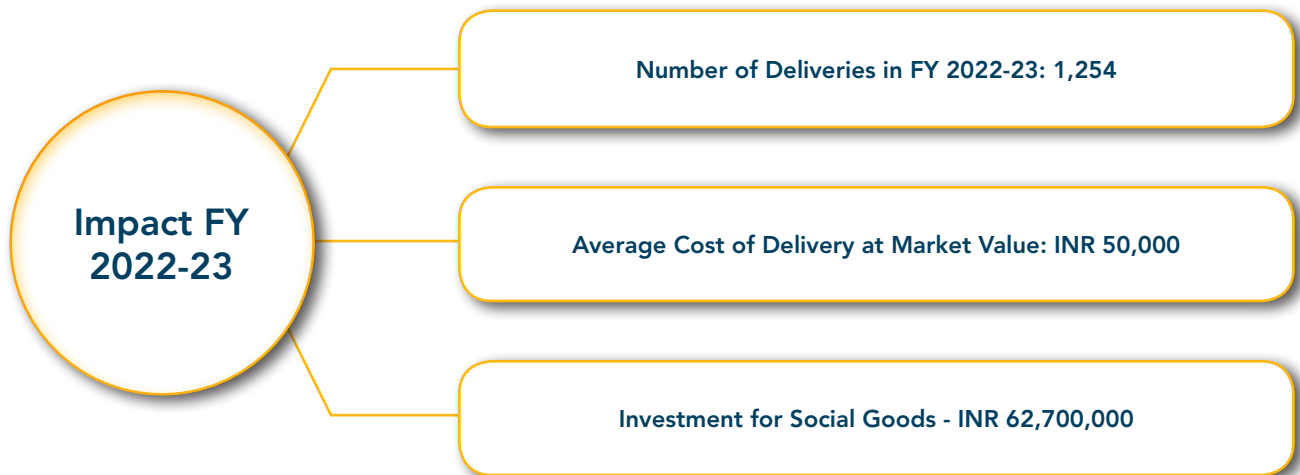 Impact FY
2022-23
Number of Deliveries in FY 2022-23: 1,254
Average Cost of Delivery at Market Value: INR 50,000
Investment for Social Goods - INR 62,700,000